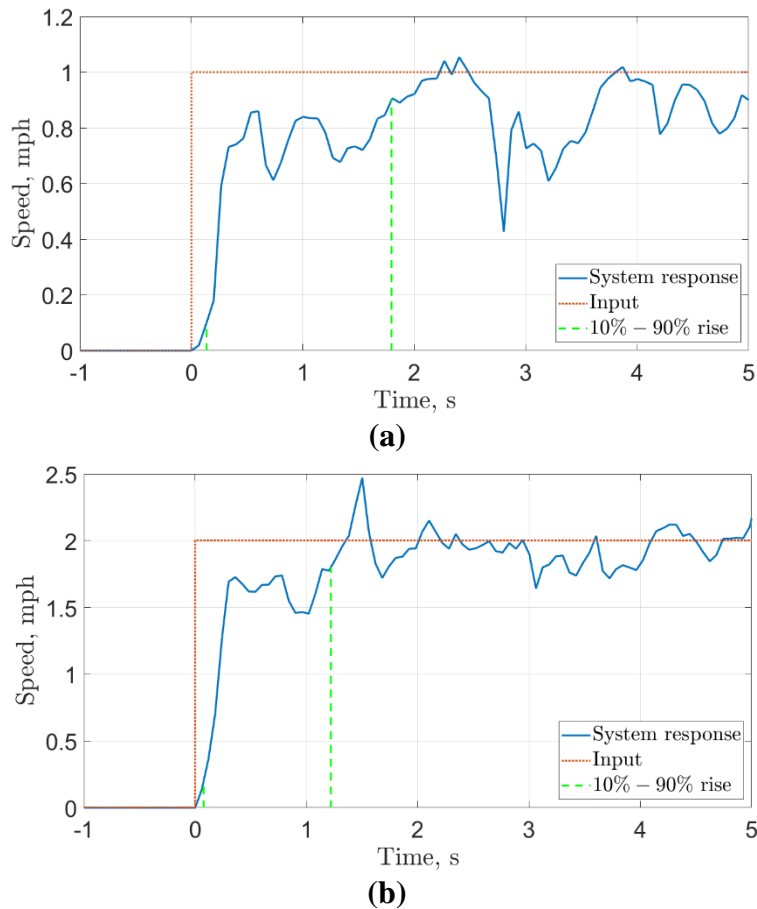 1.2
1
0.8
0.6
0.4
0.2
0
Speed, mph
System response
Input
10% − 90% rise
-1 0 1 2 3 4 5
Time, s
(a)
2.5
2
1.5
1
0.5
0
Speed, mph
System response
Input
10% − 90% rise
-1 0 1 2 3 4 5
Time, s
(b)